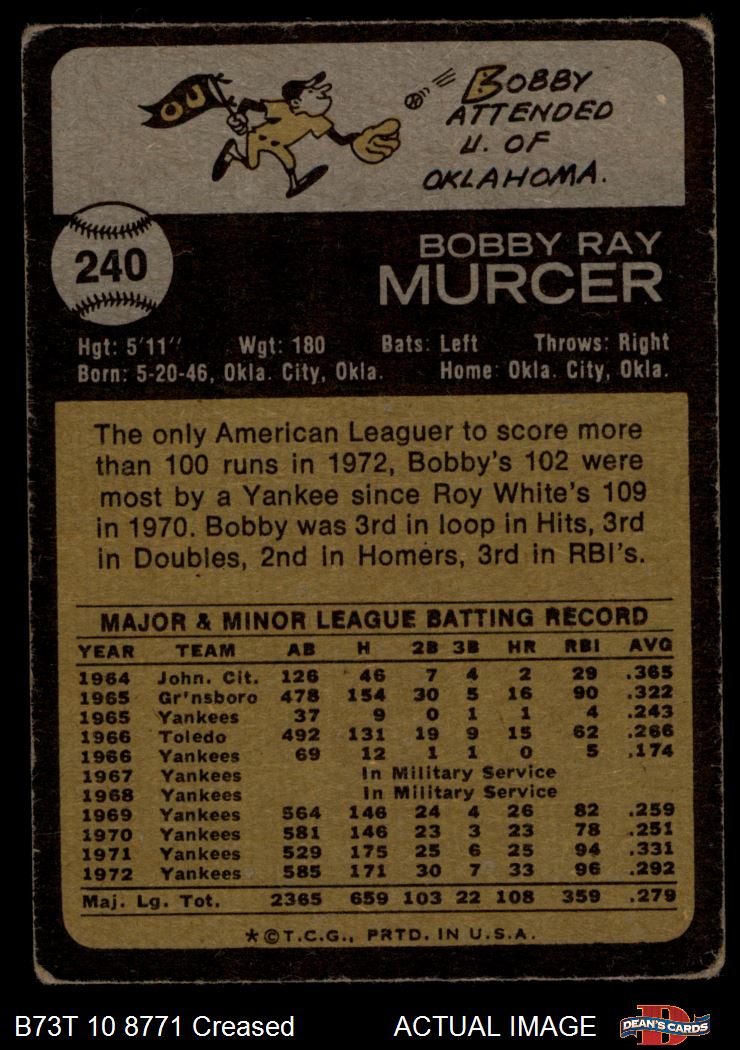 OU
BOBBY
ATTENDED
U. OF
OKLAHOMA.
240
BOBBY RAY
MURCER
Hgt: 5'11" Wgt: 180 Bats: Left Throws: Right
Born: 5-20-46, Okla. City, Okla. Home: Okla. City, Okla.
The only American Leaguer to score more
than 100 runs in 1972, Bobby's 102 were
most by a Yankee since Roy White's 109
in 1970. Bobby was 3rd in loop in Hits, 3rd
in Doubles, 2nd in Homers, 3rd in RBI's.
MAJOR & MINOR LEAGUE BATTING RECORD
YEAR TEAM AB H 2B 3B HR RBI AVG
1964 John. Cit. 126 46 7 4 2 29 .365
1965 Gr'nsboro 478 154 30 5 16 90 .322
1965 Yankees 37 9 0 1 1 4 .243
1966 Toledo 492 131 19 9 15 62 .266
1966 Yankees 69 12 1 1 0 5 .174
1967 Yankees In Military Service
1968 Yankees In Military Service
1969 Yankees 564 146 24 4 26 82 .259
1970 Yankees 581 146 23 3 23 78 .251
1971 Yankees 529 175 25 6 25 94 .331
1972 Yankees 585 171 30 7 33 96 .292
Maj. Lg. Tot. 2365 659 103 22 108 359 .279
*©T.C.G., PRTD. IN U.S.A.
B73T 10 8771 Creased ACTUAL IMAGE
D
DEAN'S CARDS